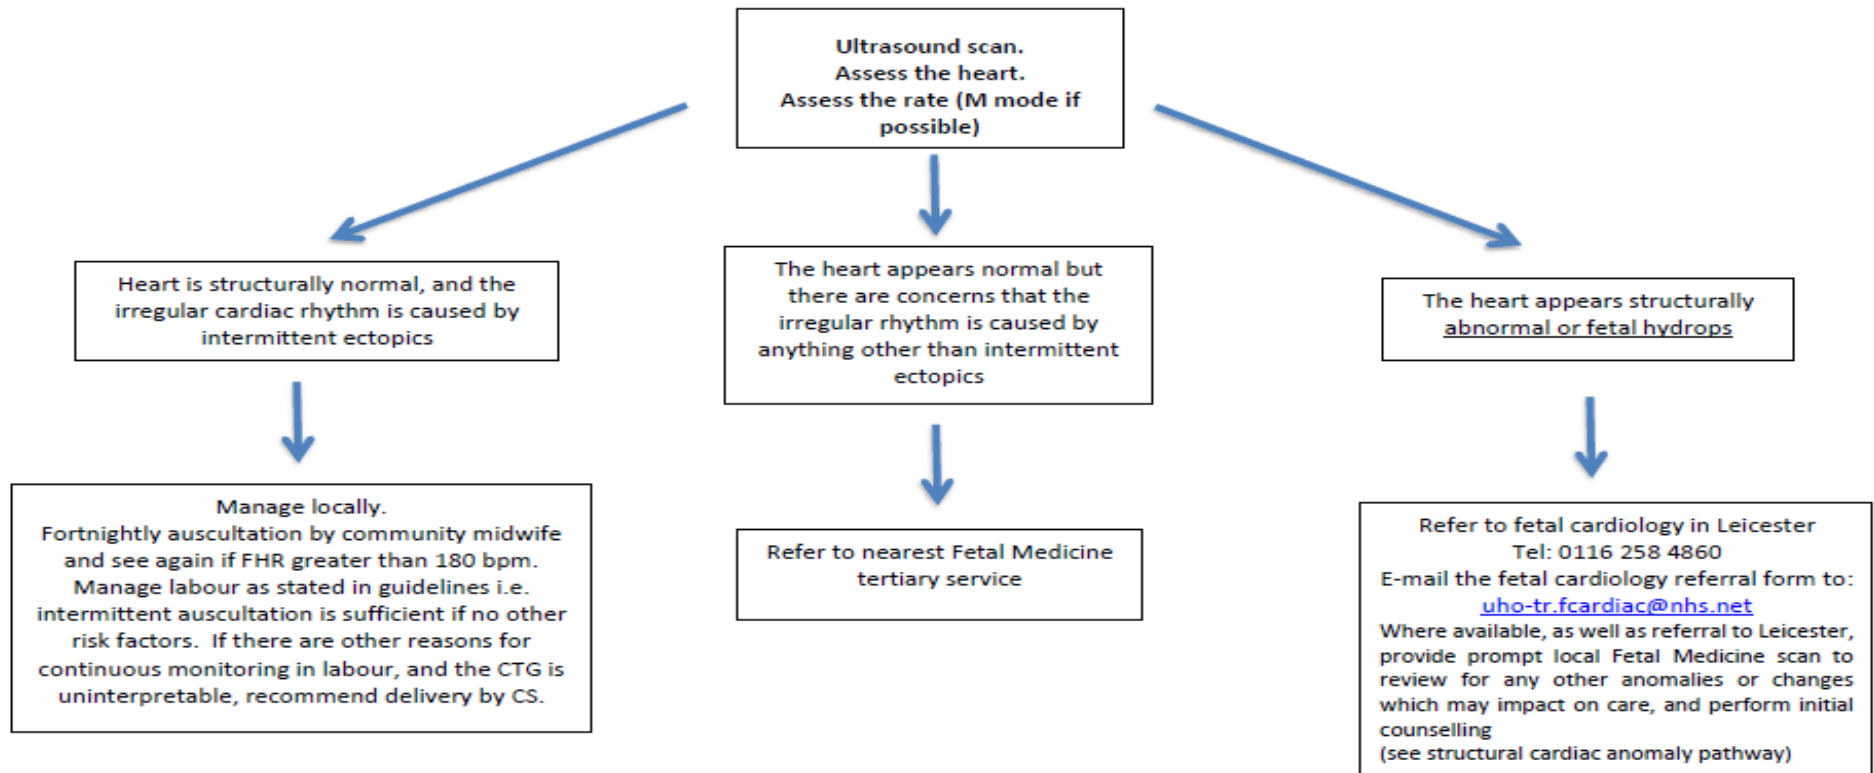 Ultrasound scan.
Assess the heart.
Assess the rate (M mode if
possible)
Heart is structurally normal, and the
irregular cardiac rhythm is caused by
intermittent ectopics
The heart appears normal but
there are concerns that the
irregular rhythm is caused by
anything other than intermittent
ectopics
The heart appears structurally
abnormal or fetal hydrops
Manage locally.
Fortnightly auscultation by community midwife
and see again if FHR greater than 180 bpm.
Manage labour as stated in guidelines i.e.
intermittent auscultation is sufficient if no other
risk factors.  If there are other reasons for
continuous monitoring in labour, and the CTG is
uninterpretable, recommend delivery by CS.
Refer to nearest Fetal Medicine
tertiary service
Refer to fetal cardiology in Leicester
Tel: 0116 258 4860
E-mail the fetal cardiology referral form to:
uho-tr.fcardiac@nhs.net
Where available, as well as referral to Leicester,
provide prompt local Fetal Medicine scan to
review for any other anomalies or changes
which may impact on care, and perform initial
counselling
(see structural cardiac anomaly pathway)